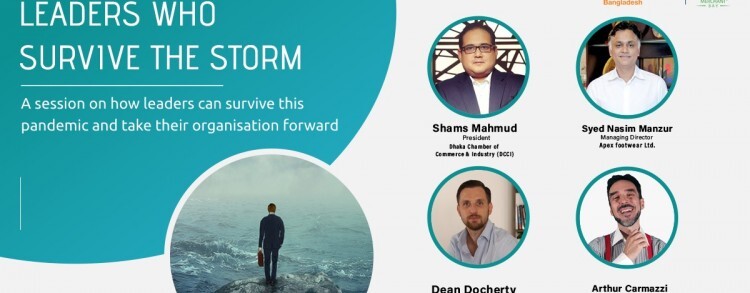 LEADERS WHO
SURVIVE THE STORM
A session on how leaders can survive this
pandemic and take their organisation forward
Bangladesh
Shams Mahmud
President
Dhaka Chamber of
Commerce & Industry (DCCI)
Syed Nasim Manzur
Managing Director
Apex footwear Ltd.
Dean Docherty
Arthur Carmazzi